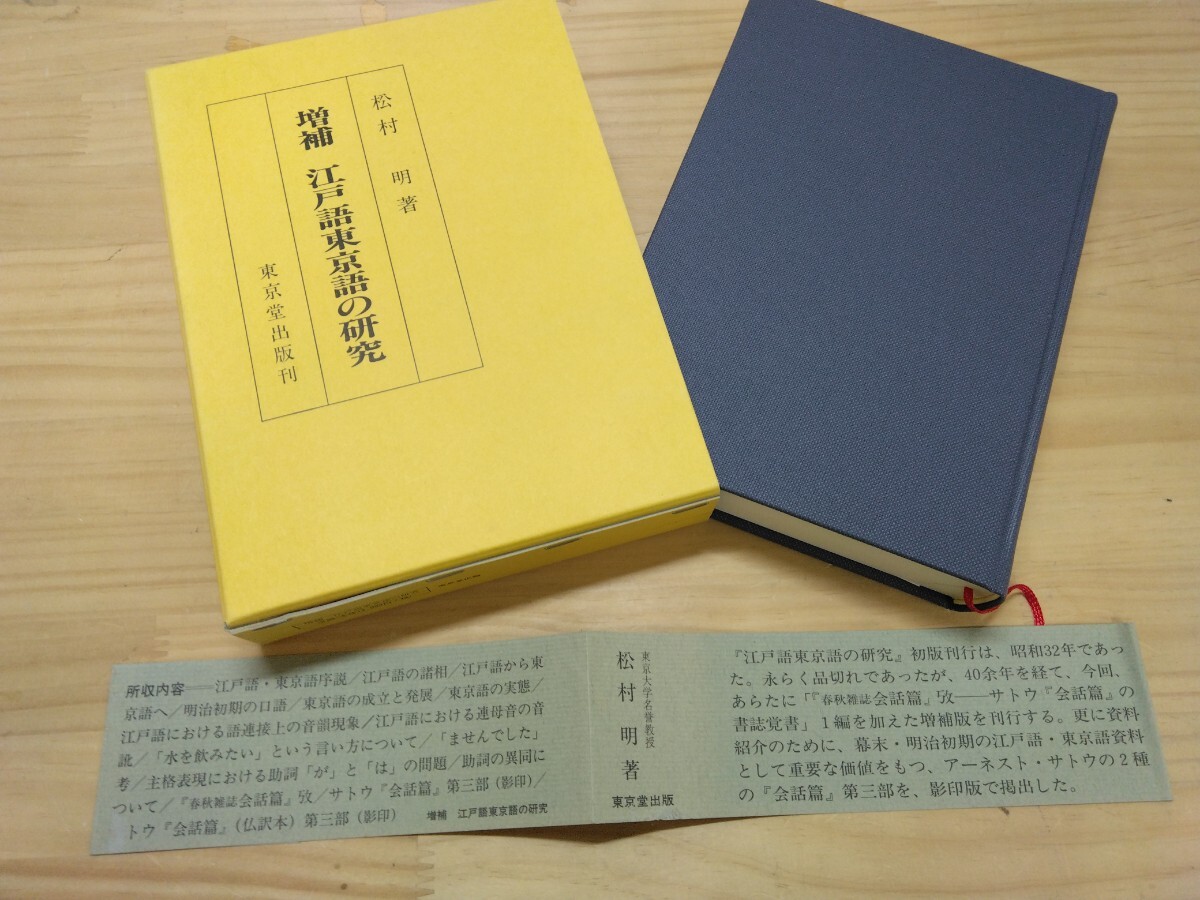 松村 明 著
増補 江戸語東京語の研究
東京堂出版刊
『江戸語東京語の研究』初版刊行は、昭和32年であっ
た。永らく品切れであったが、40余年を経て、今回、
あらたに「『春秋雑誌会話篇』攷――サトウ『会話篇』の
書誌覚書」1編を加えた増補版を刊行する。更に資料
紹介のために、幕末・明治初期の江戸語・東京語資料
として重要な価値をもつ、アーネスト・サトウの2種
の『会話篇』第三部を、影印版で掲出した。
東京大学名誉教授
松村 明 著
東京堂出版
所収内容――江戸語・東京語序説/江戸語の諸相/江戸語から東
京語へ/明治初期の口語/東京語の成立と発展/東京語の実態/
江戸語における語連接上の音韻現象/江戸語における連母音の音
訛/「水を飲みたい」という言い方について/「ませんでした」
考/主格表現における助詞「が」と「は」の問題/助詞の異同に
ついて/『春秋雑誌会話篇』攷/サトウ『会話篇』第三部(影印)/
トウ『会話篇』(仏訳本)第三部(影印)
増補 江戸語東京語の研究